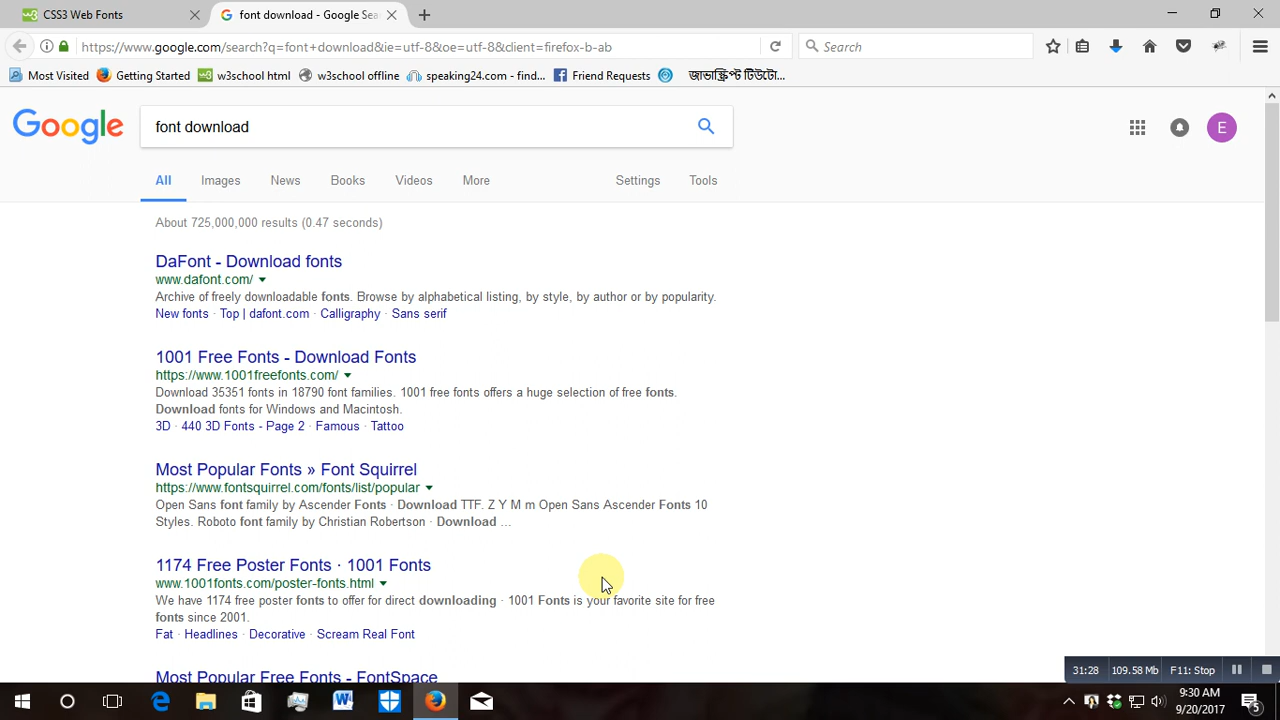 CSS3 Web Fonts
font download - Google Sea
https://www.google.com/search?q=font+download&ie=utf-8&oe=utf-8&client=firefox-b-ab
Search
Most Visited
Getting Started
w3school html
w3school offline
speaking24.com - find...
Friend Requests
জাভাস্ক্রিপ্ট টিউটো...
Google
font download
E
All
Images
News
Books
Videos
More
Settings
Tools
About 725,000,000 results (0.47 seconds)
DaFont - Download fonts
www.dafont.com/
Archive of freely downloadable fonts. Browse by alphabetical listing, by style, by author or by popularity.
New fonts · Top | dafont.com · Calligraphy · Sans serif
1001 Free Fonts - Download Fonts
https://www.1001freefonts.com/
Download 35351 fonts in 18790 font families. 1001 free fonts offers a huge selection of free fonts.
Download fonts for Windows and Macintosh.
3D · 440 3D Fonts - Page 2 · Famous · Tattoo
Most Popular Fonts » Font Squirrel
https://www.fontsquirrel.com/fonts/list/popular
Open Sans font family by Ascender Fonts · Download TTF. Z Y M m Open Sans Ascender Fonts 10
Styles. Roboto font family by Christian Robertson · Download ...
1174 Free Poster Fonts · 1001 Fonts
www.1001fonts.com/poster-fonts.html
We have 1174 free poster fonts to offer for direct downloading · 1001 Fonts is your favorite site for free
fonts since 2001.
Fat · Headlines · Decorative · Scream Real Font
Most Popular Free Fonts - FontSpace
31:28
109.58 Mb
F11: Stop
9:30 AM
9/20/2017
5